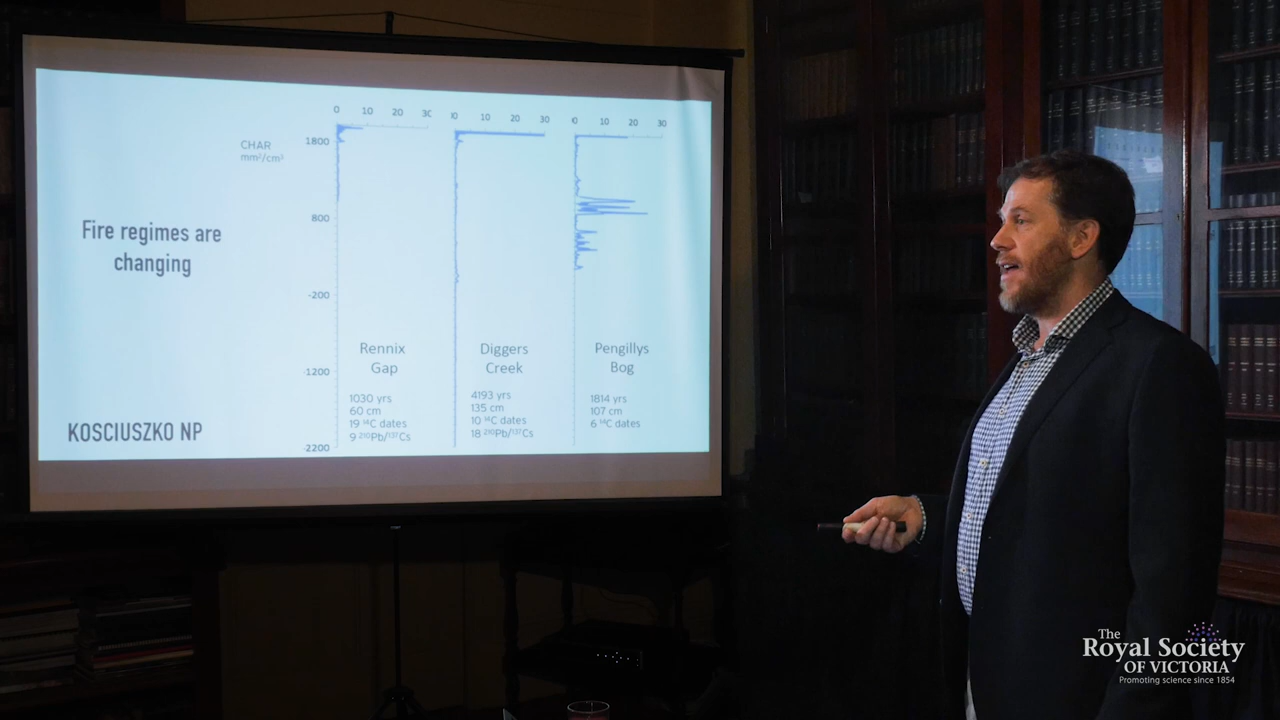 0 10 20 30
0 10 20 30
0 10 20 30
CHAR
mm²/cm³
1800
800
-200
-1200
-2200
Fire regimes are
changing
KOSCIUSZKO NP
Rennix
Gap
1030 yrs
60 cm
19 ¹⁴C dates
9 ²¹⁰Pb/¹³⁷Cs
Diggers
Creek
4193 yrs
135 cm
10 ¹⁴C dates
18 ²¹⁰Pb/¹³⁷Cs
Pengillys
Bog
1814 yrs
107 cm
6 ¹⁴C dates
The
Royal Society
OF VICTORIA
Promoting science since 1854